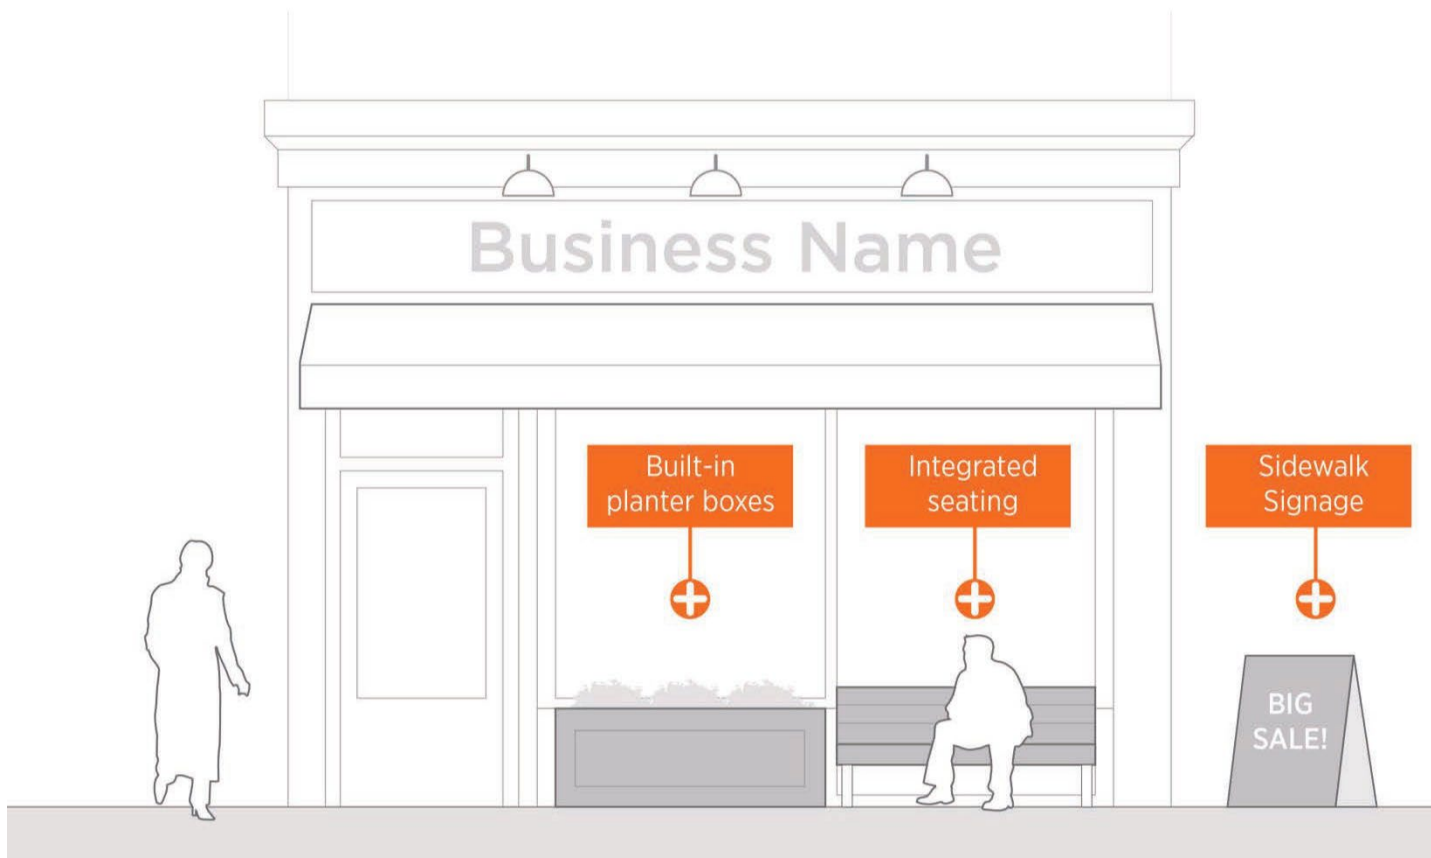 Business Name
Built-in
planter boxes
Integrated
seating
Sidewalk
Signage
BIG
SALE!